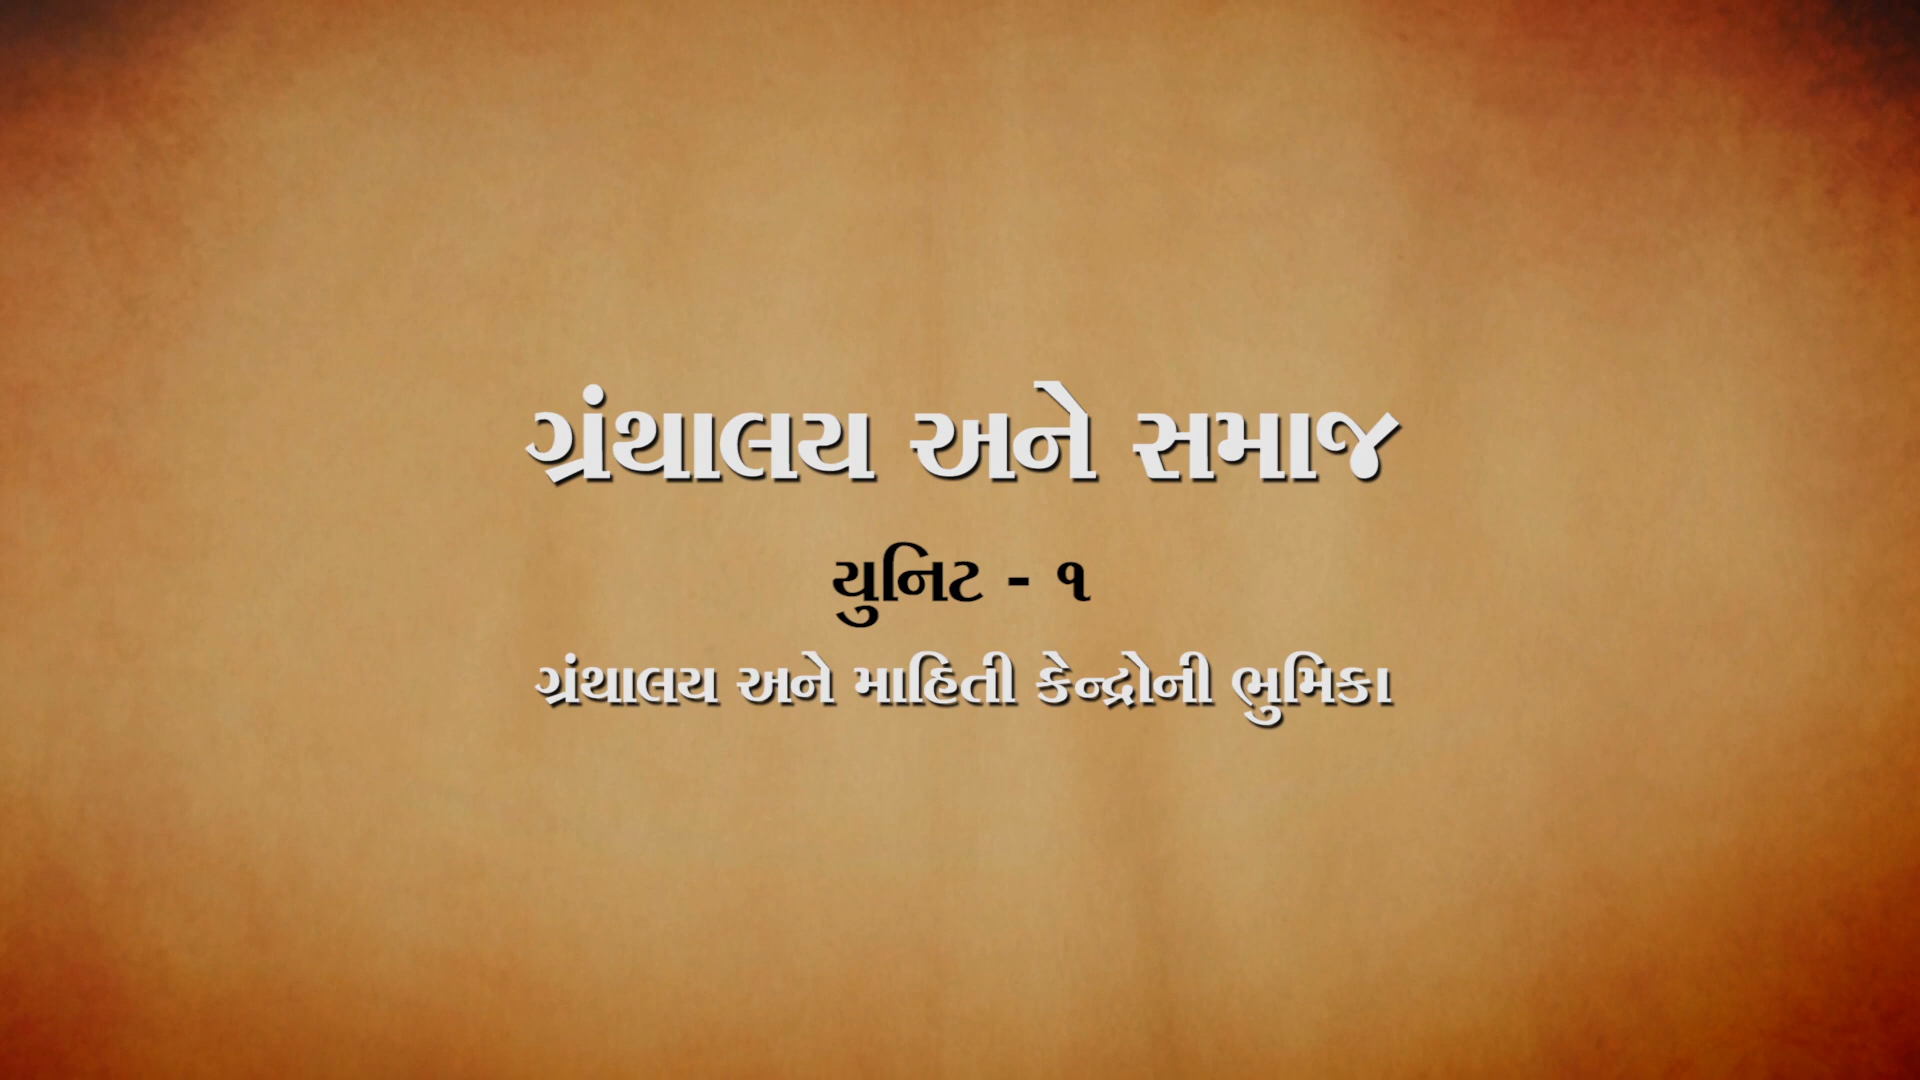 ગ્રંથાલય અને સમાજ
યુનિટ - ૧
ગ્રંથાલય અને માહિતી કેન્દ્રોની ભુમિકા